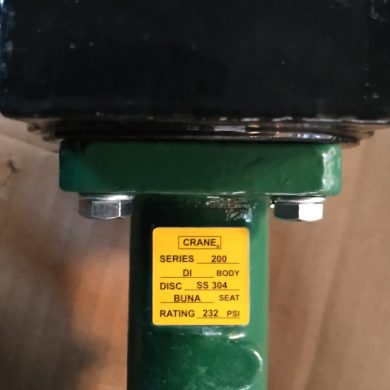 CRANE®
SERIES 200
DI BODY
DISC SS 304
BUNA SEAT
RATING 232 PSI